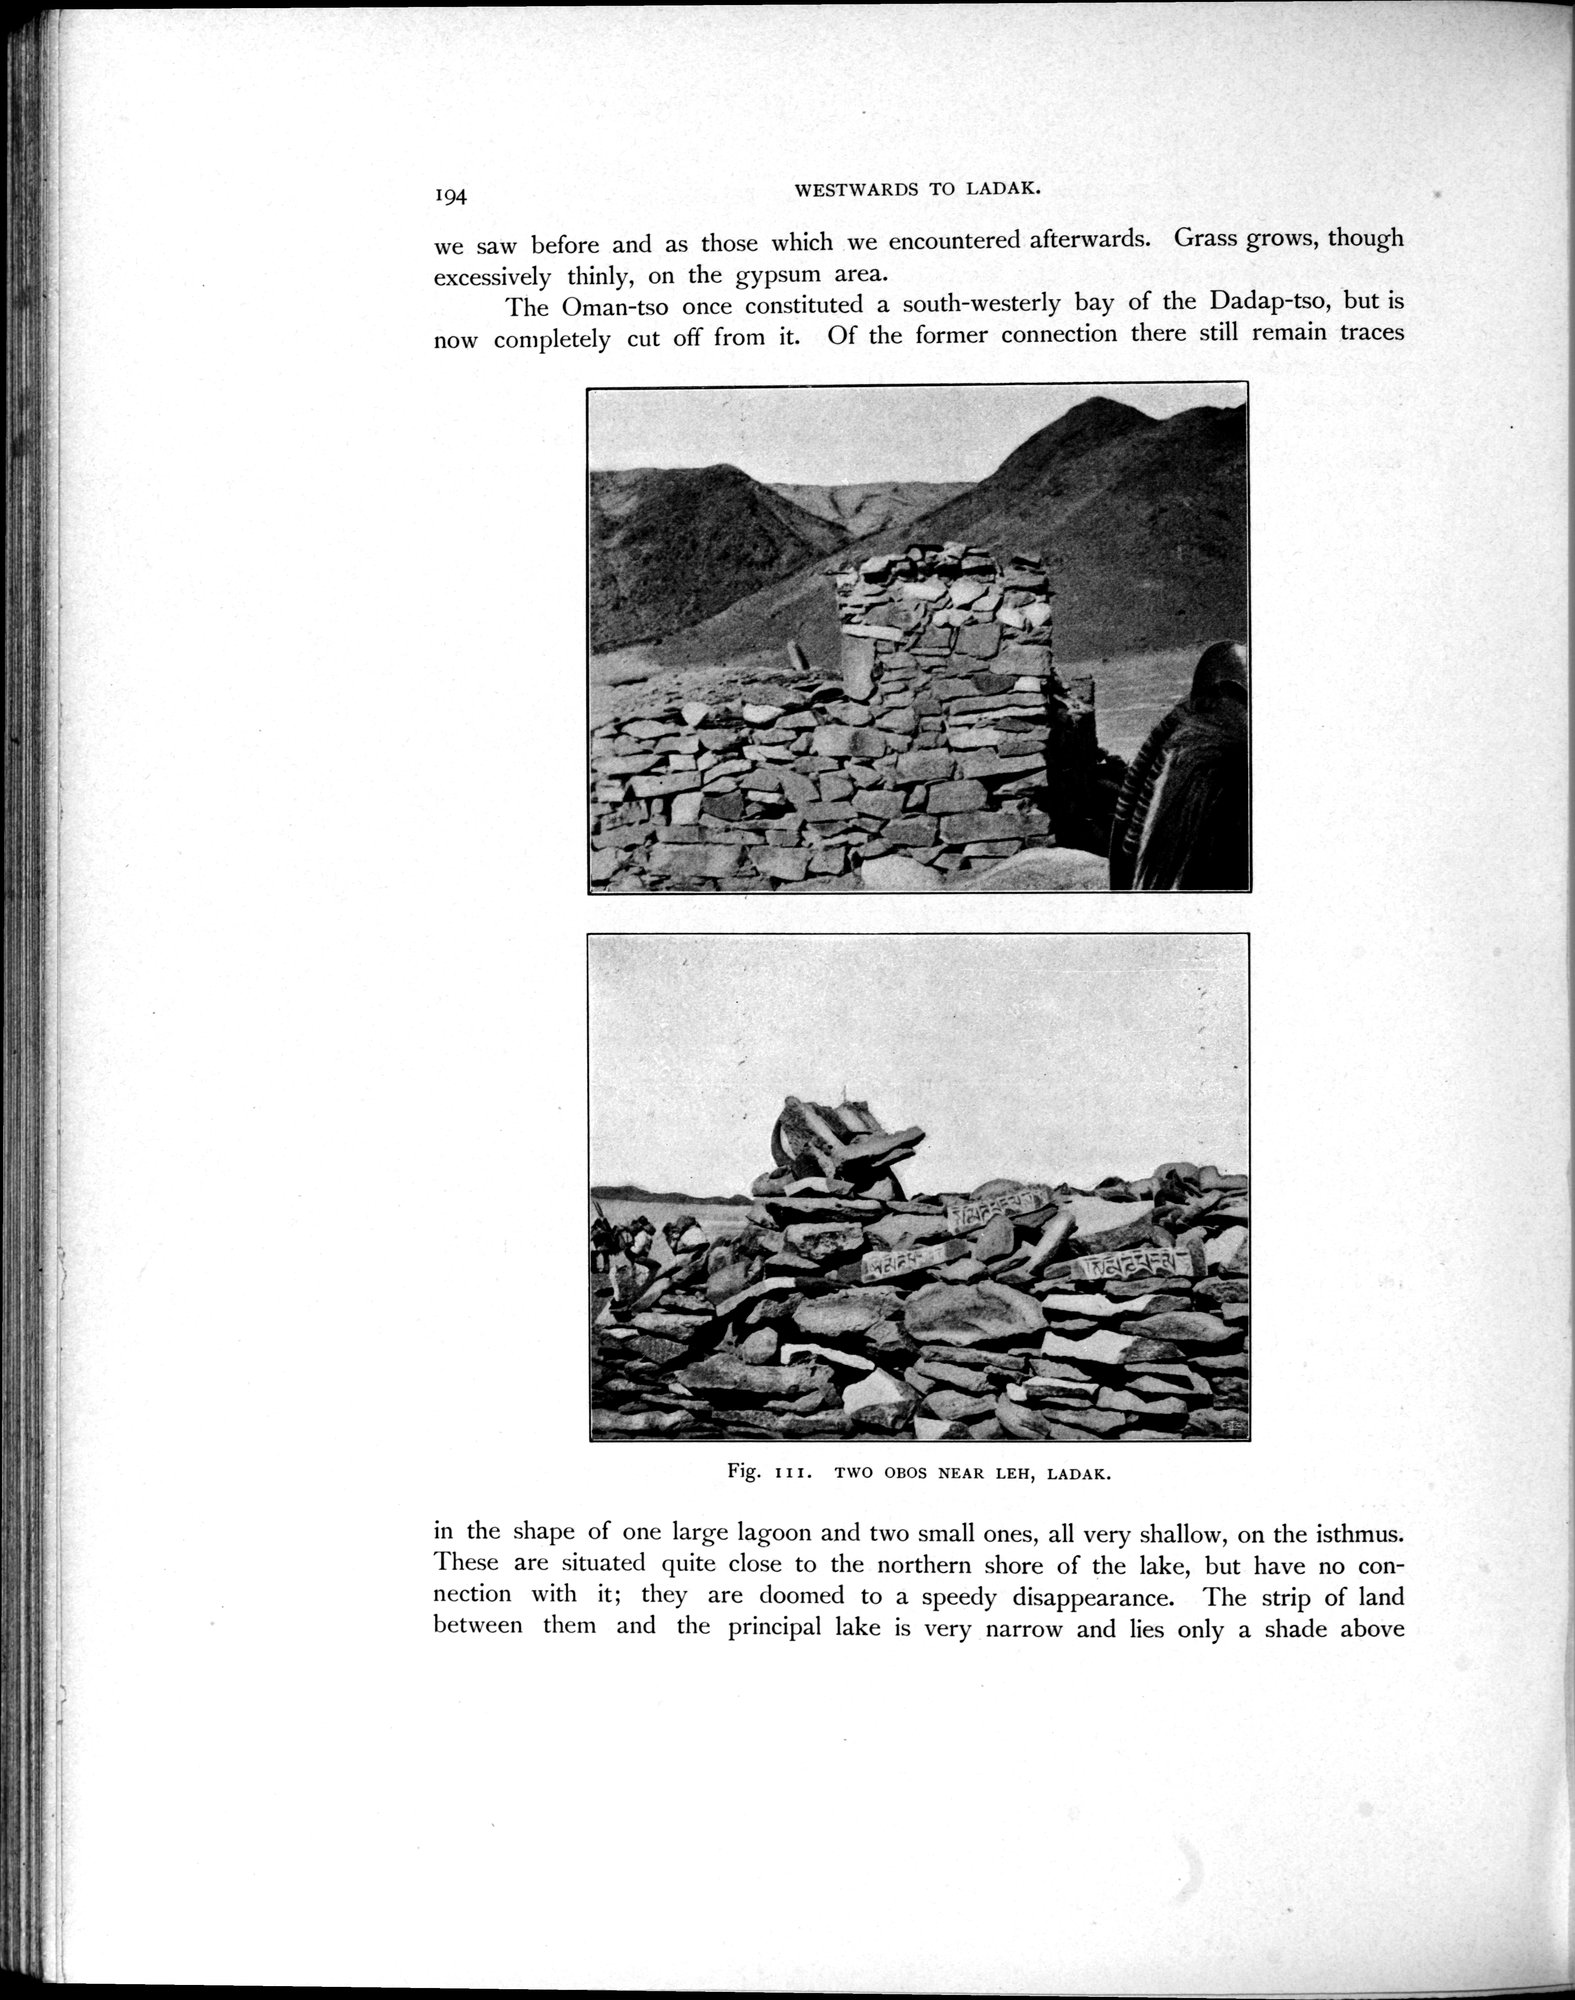 194
WESTWARDS TO LADAK.
we saw before and as those which we encountered afterwards. Grass grows, though
excessively thinly, on the gypsum area.
The Oman-tso once constituted a south-westerly bay of the Dadap-tso, but is
now completely cut off from it. Of the former connection there still remain traces
Fig. 111. TWO OBOS NEAR LEH, LADAK.
in the shape of one large lagoon and two small ones, all very shallow, on the isthmus.
These are situated quite close to the northern shore of the lake, but have no con-
nection with it; they are doomed to a speedy disappearance. The strip of land
between them and the principal lake is very narrow and lies only a shade above